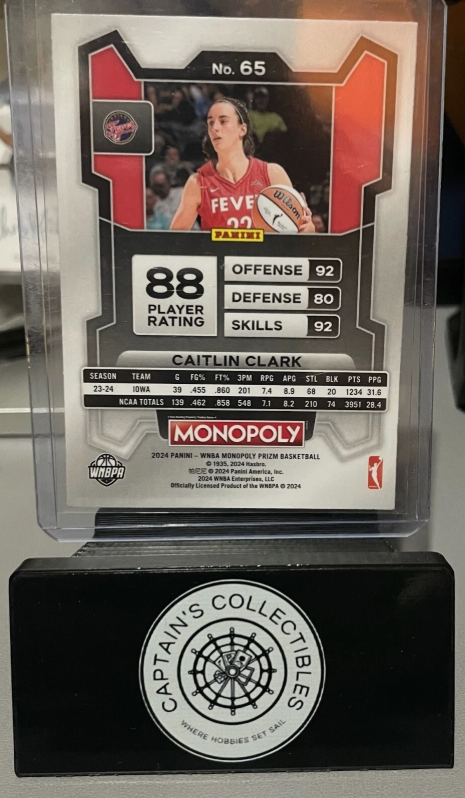 No. 65
FEVER
22
Wilson
PANINI
88
PLAYER
RATING
OFFENSE 92
DEFENSE 80
SKILLS 92
CAITLIN CLARK
SEASON TEAM G FG% FT% 3PM RPG APG STL BLK PTS PPG
23-24 IOWA 39 .455 .860 201 7.4 8.9 68 20 1234 31.6
NCAA TOTALS 139 .462 .858 548 7.1 8.2 210 74 3951 28.4
MONOPOLY
2024 PANINI – WNBA MONOPOLY PRIZM BASKETBALL
© 1935, 2024 Hasbro.
© 2024 Panini America, Inc.
2024 WNBA Enterprises, LLC
Officially Licensed Product of the WNBPA © 2024
WNBPA
CAPTAIN'S COLLECTIBLES
WHERE HOBBIES SET SAIL